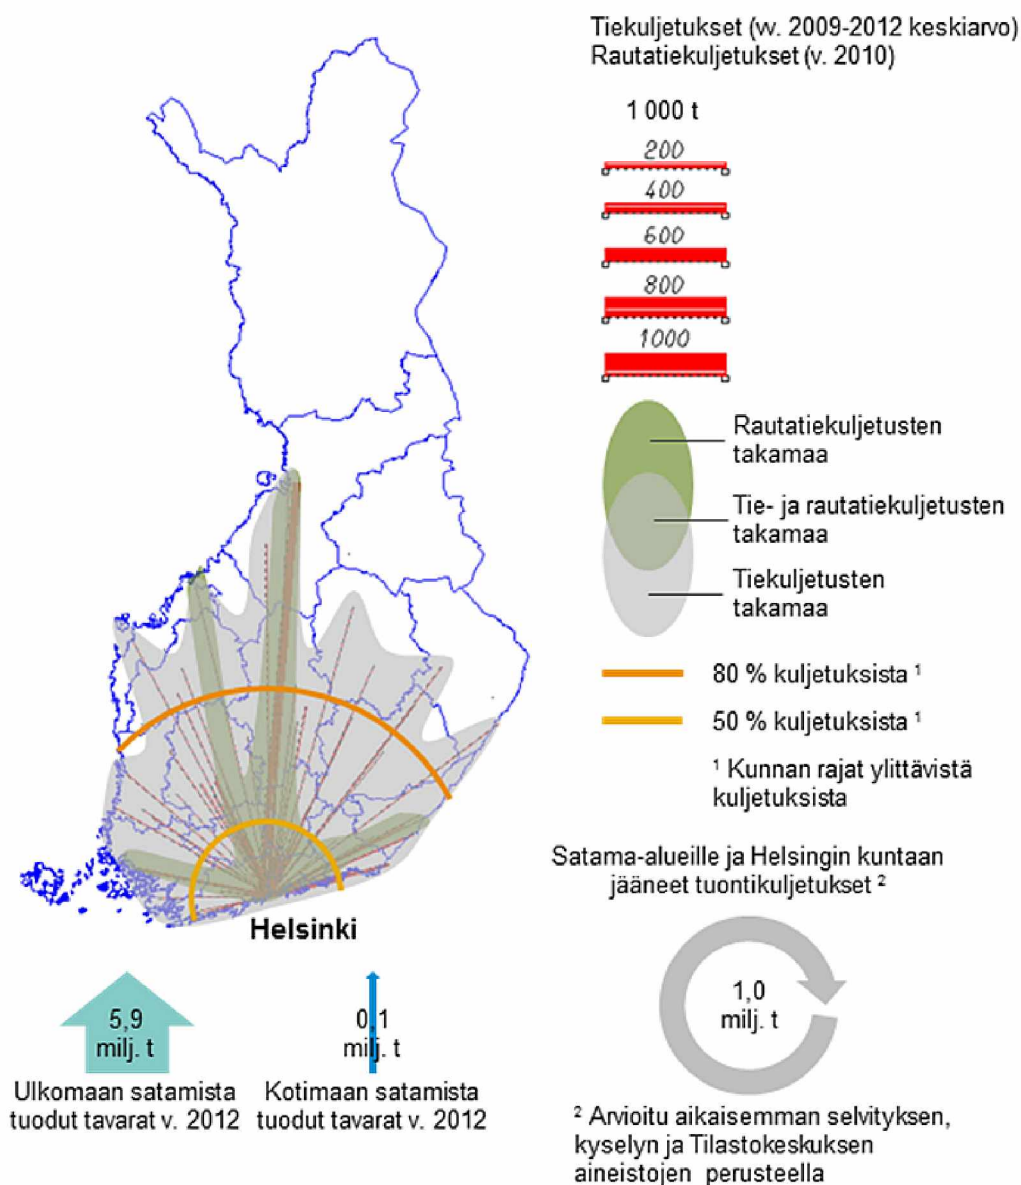 Tiekuljetukset (vv. 2009-2012 keskiarvo)
Rautatiekuljetukset (v. 2010)
1 000 t
200
400
600
800
1000
Rautatiekuljetusten
takamaa
Tie- ja rautatiekuljetusten
takamaa
Tiekuljetusten
takamaa
80 % kuljetuksista ¹
50 % kuljetuksista ¹
¹ Kunnan rajat ylittävistä
kuljetuksista
Helsinki
5,9
milj. t
Ulkomaan satamista
tuodut tavarat v. 2012
0,1
milj. t
Kotimaan satamista
tuodut tavarat v. 2012
Satama-alueille ja Helsingin kuntaan
jääneet tuontikuljetukset ²
1,0
milj. t
² Arvioitu aikaisemman selvityksen,
kyselyn ja Tilastokeskuksen
aineistojen perusteella